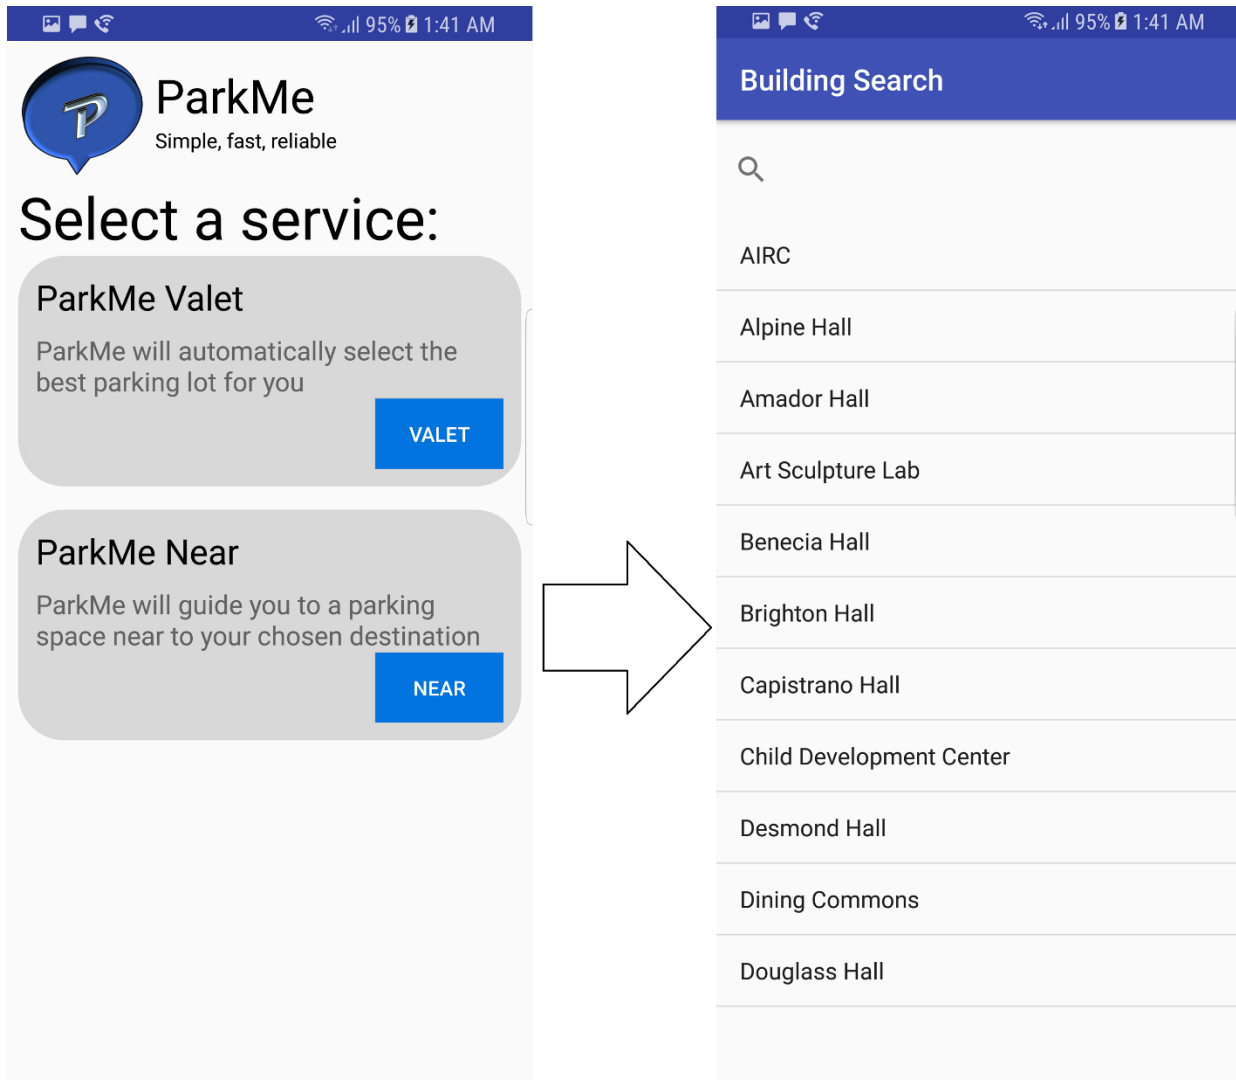 95% 1:41 AM
P
ParkMe
Simple, fast, reliable
Select a service:
ParkMe Valet
ParkMe will automatically select the
best parking lot for you
VALET
ParkMe Near
ParkMe will guide you to a parking
space near to your chosen destination
NEAR
95% 1:41 AM
Building Search
AIRC
Alpine Hall
Amador Hall
Art Sculpture Lab
Benecia Hall
Brighton Hall
Capistrano Hall
Child Development Center
Desmond Hall
Dining Commons
Douglass Hall